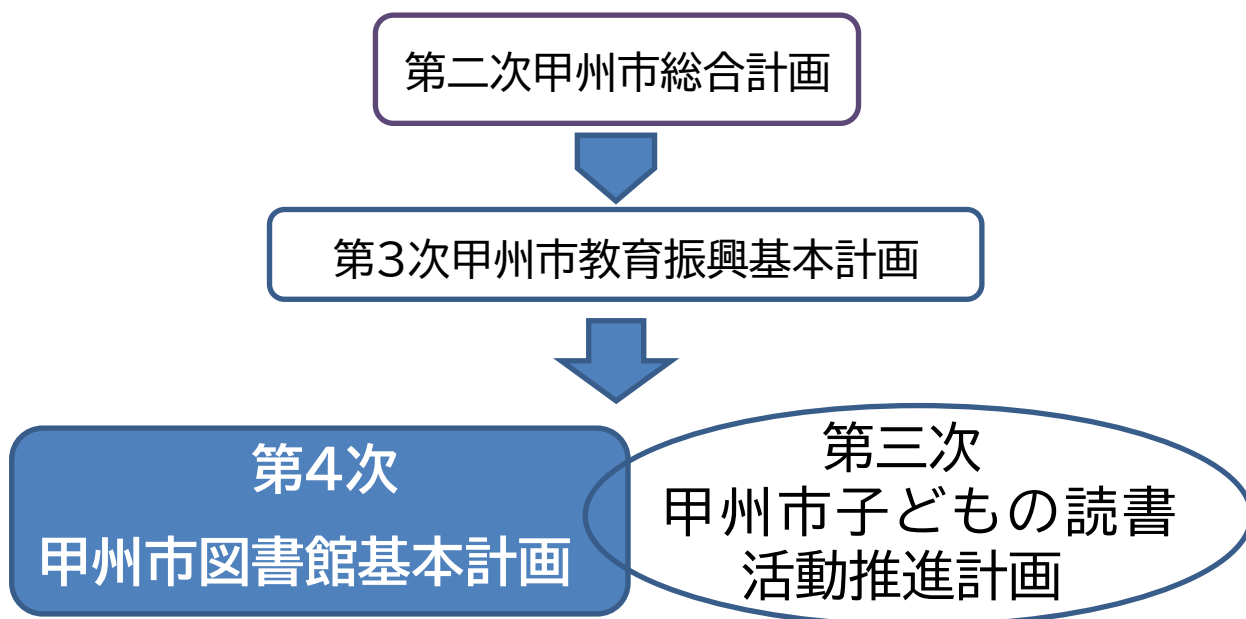 第二次甲州市総合計画
第３次甲州市教育振興基本計画
第４次
甲州市図書館基本計画
第三次
甲州市子どもの読書
活動推進計画